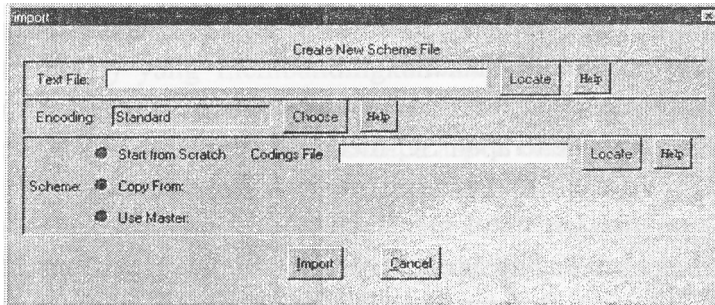 import
Create New Scheme File
Text File: Locate Help
Encoding: Standard Choose Help
Start from Scratch Codings File Locate Help
Scheme: Copy From:
Use Master:
Import Cancel